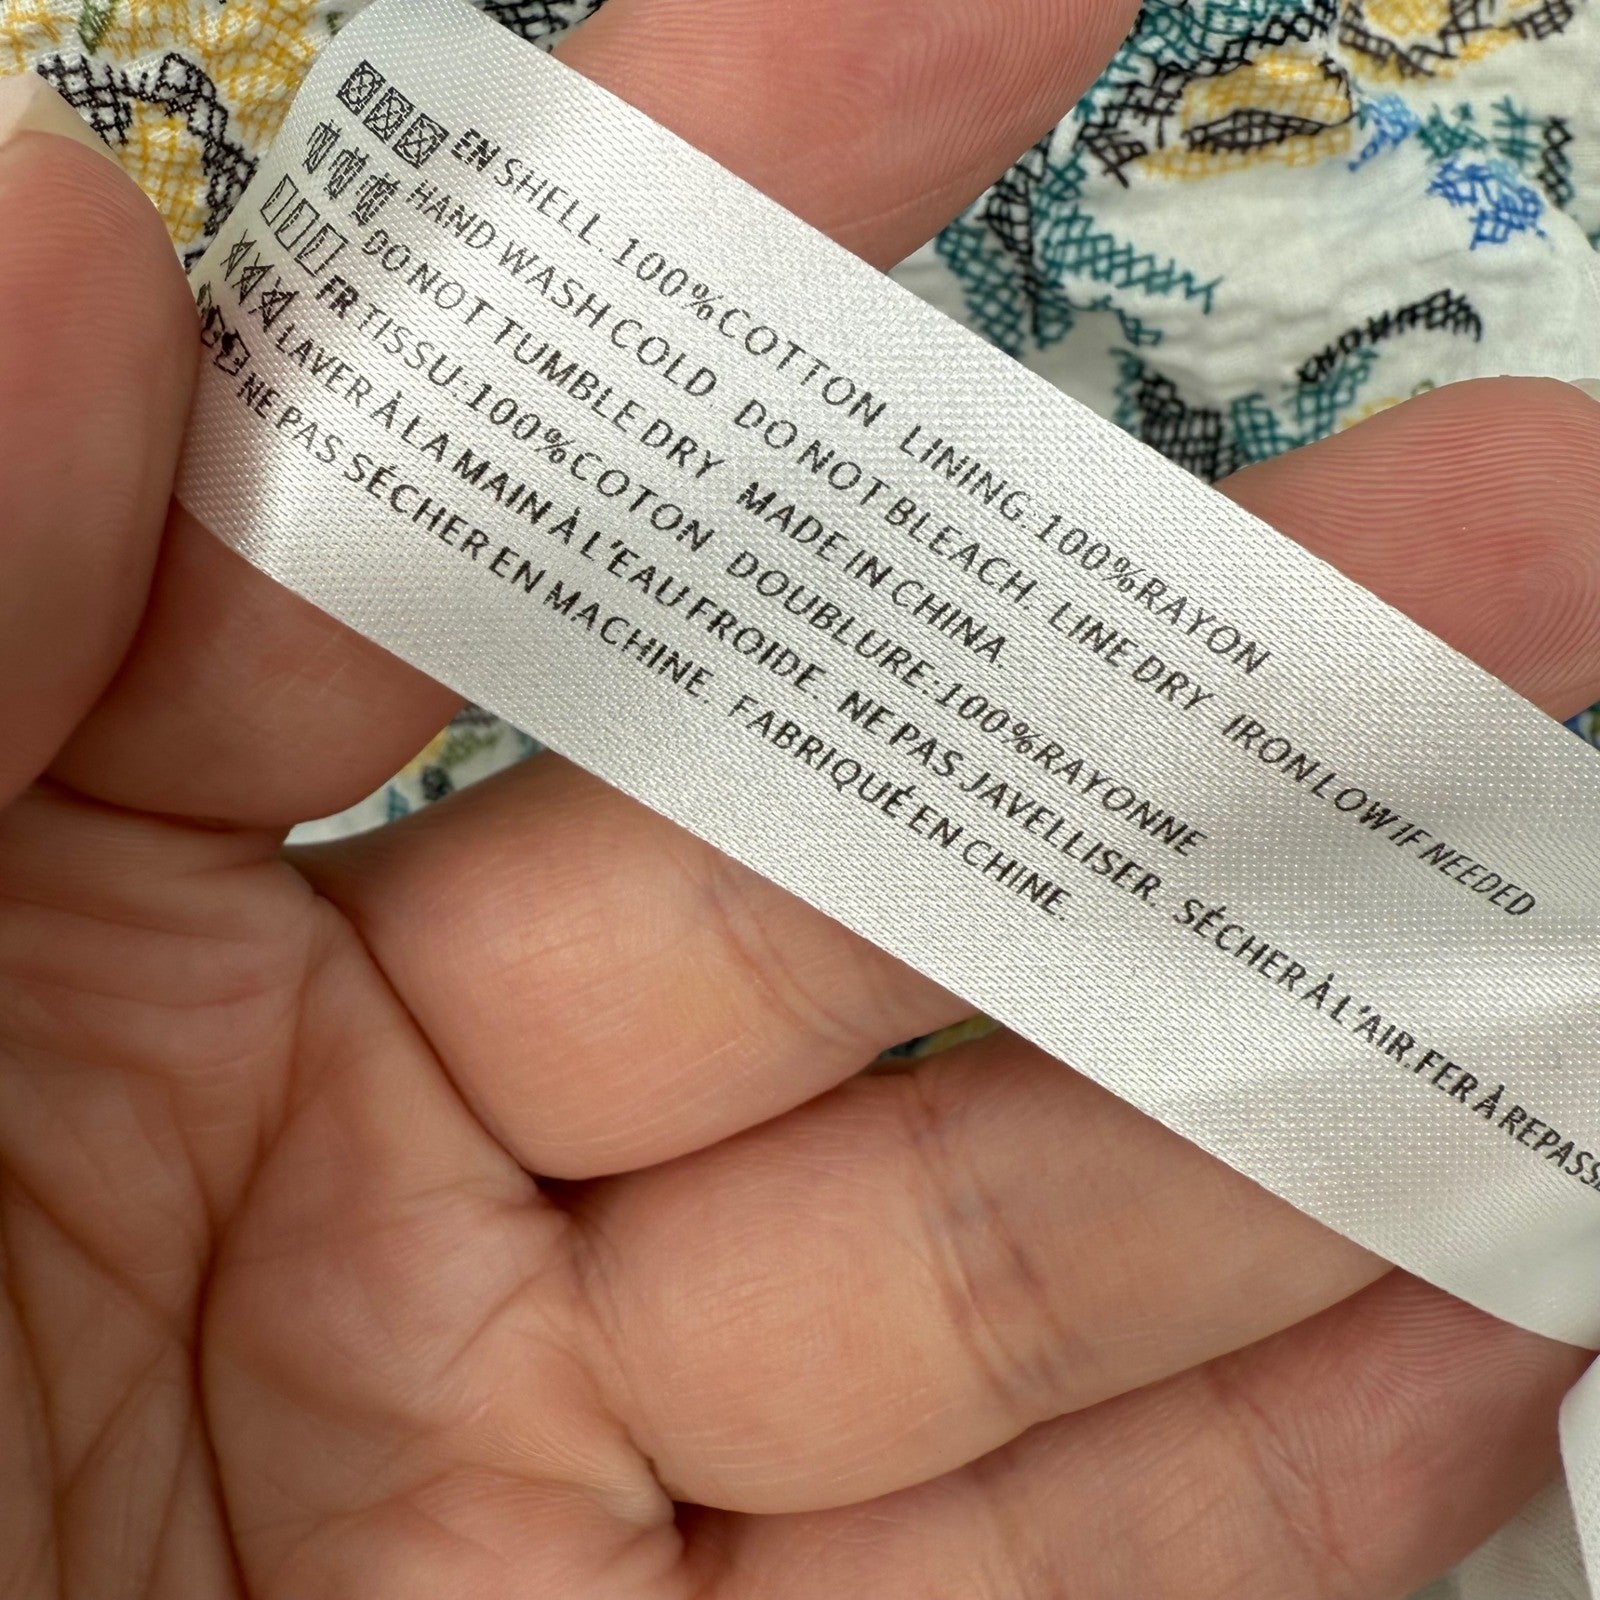 EN SHELL. 100%COTTON LINING.100%RAYON
HAND WASH COLD. DO NOT BLEACH. LINE DRY IRON LOW IF NEEDED
DO NOT TUMBLE DRY MADE IN CHINA.
FR TISSU:100%COTON DOUBLURE:100%RAYONNE
LAVER À LA MAIN À L'EAU FROIDE. NE PAS JAVELLISER. SÉCHER À L'AIR.FER À
NE PAS SÉCHER EN MACHINE. FABRIQUÉ EN CHINE.